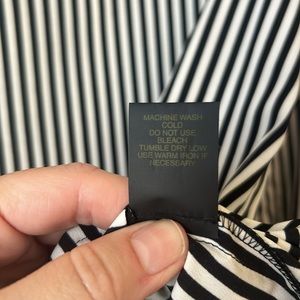 MACHINE WASH
COLD
DO NOT USE
BLEACH
TUMBLE DRY LOW
USE WARM IRON IF
NECESSARY